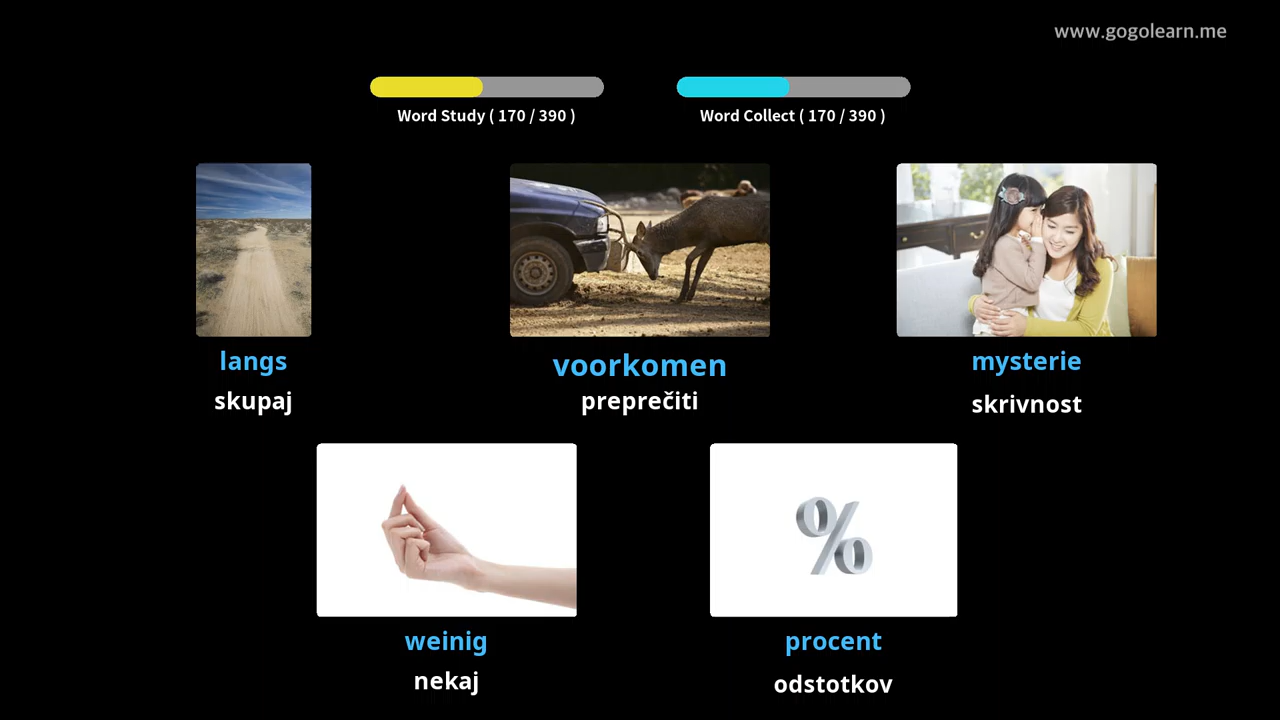 www.gogolearn.me
Word Study ( 170 / 390 )
Word Collect ( 170 / 390 )
langs
skupaj
voorkomen
preprečiti
mysterie
skrivnost
weinig
nekaj
%
procent
odstotkov